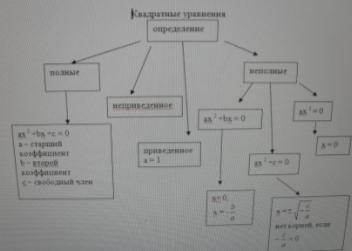 Квадратные уравнения
определение
полные
неполные
неприведенное
ax² +bx +c = 0
a – старший
коэффициент
b – второй
коэффициент
c – свободный член
приведенное
a = 1
ax² +bx = 0
ax² = 0
x = 0
ax² +c = 0
x = 0,
x = - b/a
x = ± √- c/a
нет корней, если